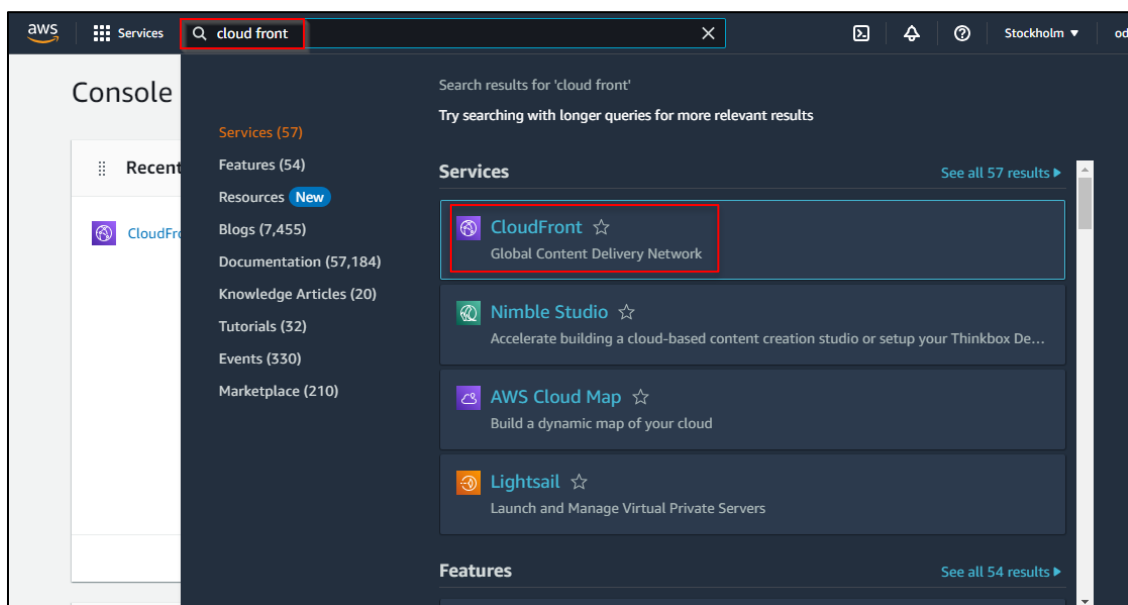 aws
Services
cloud front
Stockholm
od
Console
Recent
CloudFro
Search results for 'cloud front'
Try searching with longer queries for more relevant results
Services (57)
Features (54)
Resources New
Blogs (7,455)
Documentation (57,184)
Knowledge Articles (20)
Tutorials (32)
Events (330)
Marketplace (210)
Services
See all 57 results
CloudFront
Global Content Delivery Network
Nimble Studio
Accelerate building a cloud-based content creation studio or setup your Thinkbox De...
AWS Cloud Map
Build a dynamic map of your cloud
Lightsail
Launch and Manage Virtual Private Servers
Features
See all 54 results